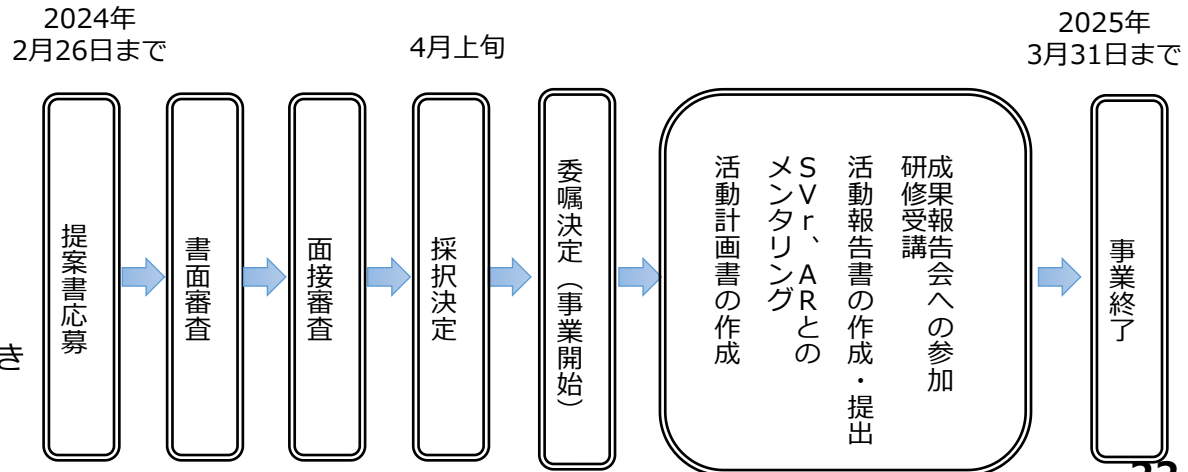 2024年
2月26日まで
4月上旬
2025年
3月31日まで
き
提案書応募
書面審査
面接審査
採択決定
委嘱決定（事業開始）
活動計画書の作成
SVr、ARとの
メンタリング
活動報告書の作成・提出
成果報告会への参加
研修受講
事業終了